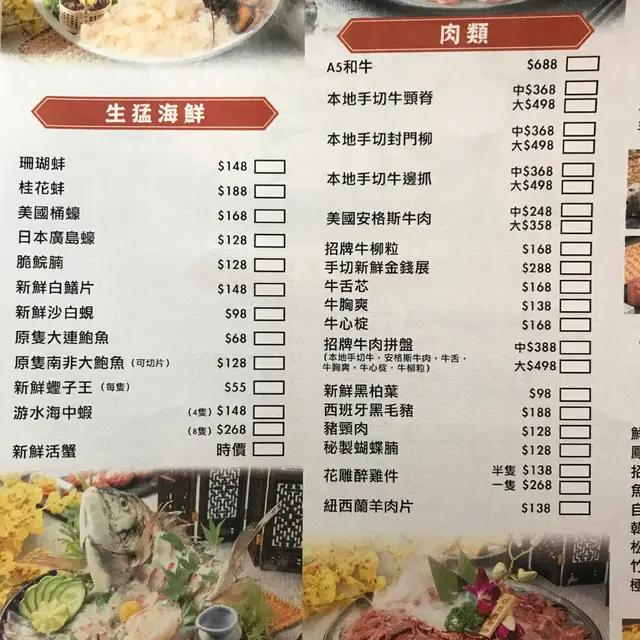 生猛海鮮
珊瑚蚌 $148
桂花蚌 $188
美國桶蠔 $168
日本廣島蠔 $128
脆鯇腩 $128
新鮮白鱔片 $148
新鮮沙白蜆 $98
原隻大連鮑魚 $68
原隻南非大鮑魚 (可切片) $128
新鮮蟶子王 (每隻) $55
游水海中蝦 (4隻) $148
(8隻) $268
新鮮活蟹 時價
肉類
A5和牛 $688
本地手切牛頸脊 中$368
大$498
本地手切封門柳 中$368
大$498
本地手切牛邊抓 中$368
大$498
美國安格斯牛肉 中$248
大$358
招牌牛柳粒 $168
手切新鮮金錢展 $288
牛舌芯 $168
牛胸爽 $138
牛心椗 $168
招牌牛肉拼盤 中$388
(本地手切牛，安格斯牛肉，牛舌，
牛胸爽，牛心椗，牛柳粒) 大$498
新鮮黑柏葉 $98
西班牙黑毛豬 $188
豬頸肉 $128
秘製蝴蝶腩 $128
花雕醉雞件 半隻 $138
一隻 $268
紐西蘭羊肉片 $138
鮮
鳳
招
魚
自
韓
松
竹
極